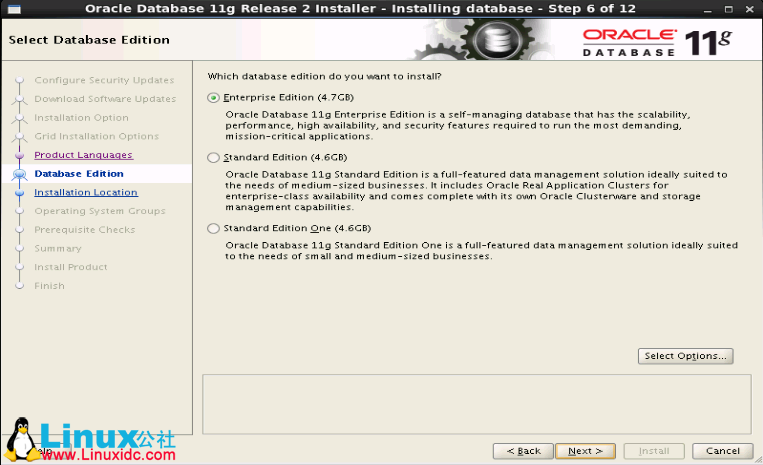 Oracle Database 11g Release 2 Installer - Installing database - Step 6 of 12
Select Database Edition
ORACLE
DATABASE 11g
Configure Security Updates
Download Software Updates
Installation Option
Grid Installation Options
Product Languages
Database Edition
Installation Location
Operating System Groups
Prerequisite Checks
Summary
Install Product
Finish
Which database edition do you want to install?
Enterprise Edition (4.7GB)
Oracle Database 11g Enterprise Edition is a self-managing database that has the scalability,
performance, high availability, and security features required to run the most demanding,
mission-critical applications.
Standard Edition (4.6GB)
Oracle Database 11g Standard Edition is a full-featured data management solution ideally suited to
the needs of medium-sized businesses. It includes Oracle Real Application Clusters for
enterprise-class availability and comes complete with its own Oracle Clusterware and storage
management capabilities.
Standard Edition One (4.6GB)
Oracle Database 11g Standard Edition One is a full-featured data management solution ideally suited
to the needs of small and medium-sized businesses.
Select Options...
Linux公社
www.Linuxidc.com
< Back
Next >
Install
Cancel